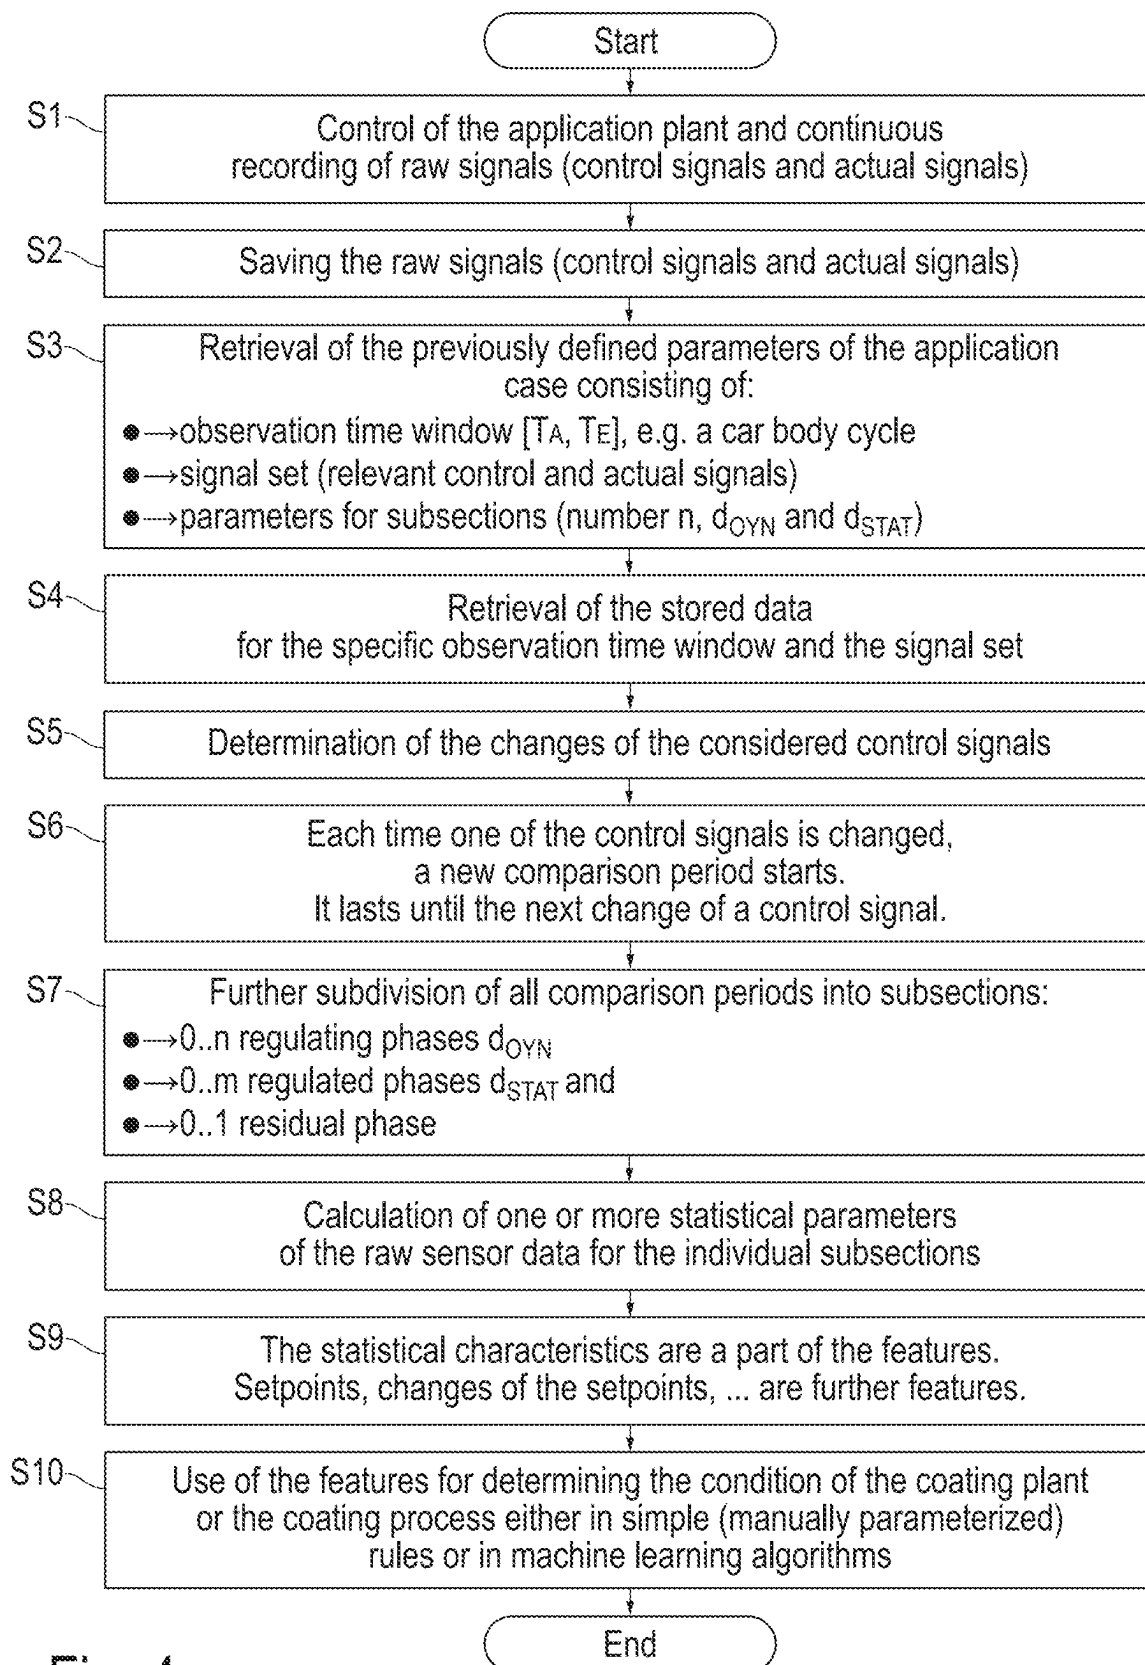 Start
S1
Control of the application plant and continuous
recording of raw signals (control signals and actual signals)
S2
Saving the raw signals (control signals and actual signals)
S3
Retrieval of the previously defined parameters of the application
case consisting of:
●→observation time window [TA, TE], e.g. a car body cycle
●→signal set (relevant control and actual signals)
●→parameters for subsections (number n, dOYN and dSTAT)
S4
Retrieval of the stored data
for the specific observation time window and the signal set
S5
Determination of the changes of the considered control signals
S6
Each time one of the control signals is changed,
a new comparison period starts.
It lasts until the next change of a control signal.
S7
Further subdivision of all comparison periods into subsections:
●→0..n regulating phases dOYN
●→0..m regulated phases dSTAT and
●→0..1 residual phase
S8
Calculation of one or more statistical parameters
of the raw sensor data for the individual subsections
S9
The statistical characteristics are a part of the features.
Setpoints, changes of the setpoints, ... are further features.
S10
Use of the features for determining the condition of the coating plant
or the coating process either in simple (manually parameterized)
rules or in machine learning algorithms
End